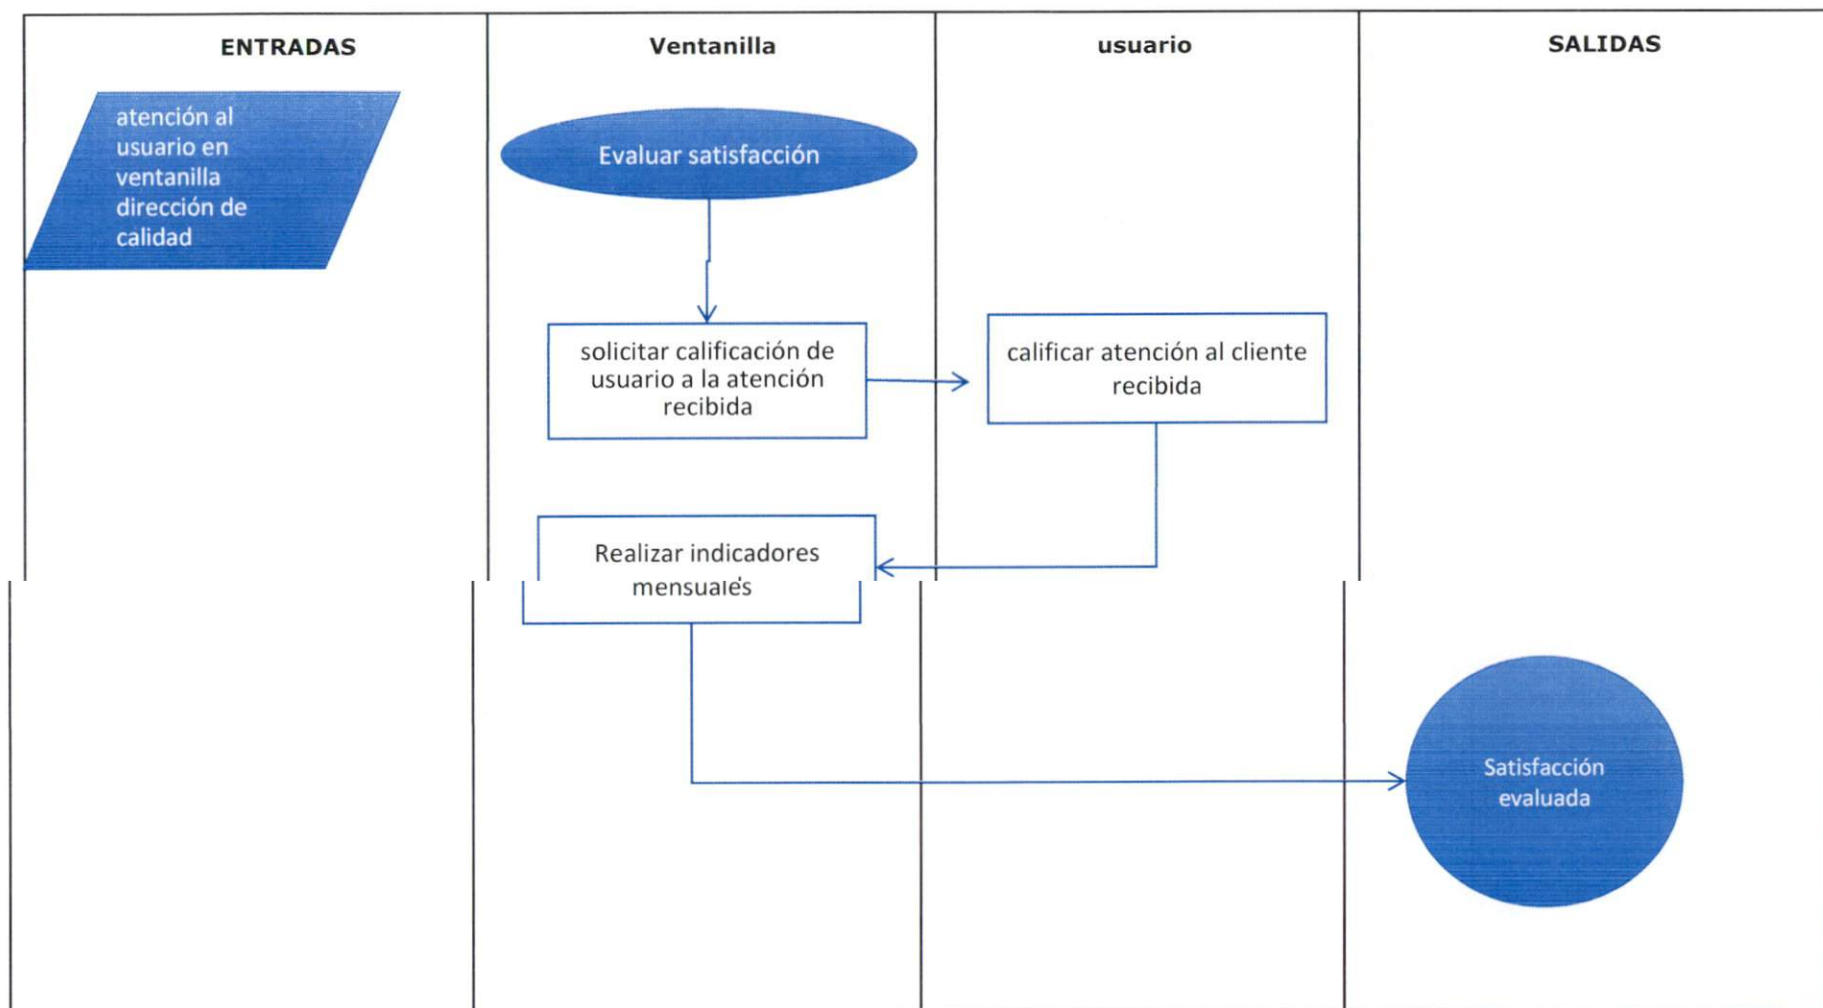 ENTRADAS
Ventanilla
usuario
SALIDAS
atención al
usuario en
ventanilla
dirección de
calidad
Evaluar satisfacción
solicitar calificación de
usuario a la atención
recibida
calificar atención al cliente
recibida
Realizar indicadores
mensuales
Satisfacción
evaluada